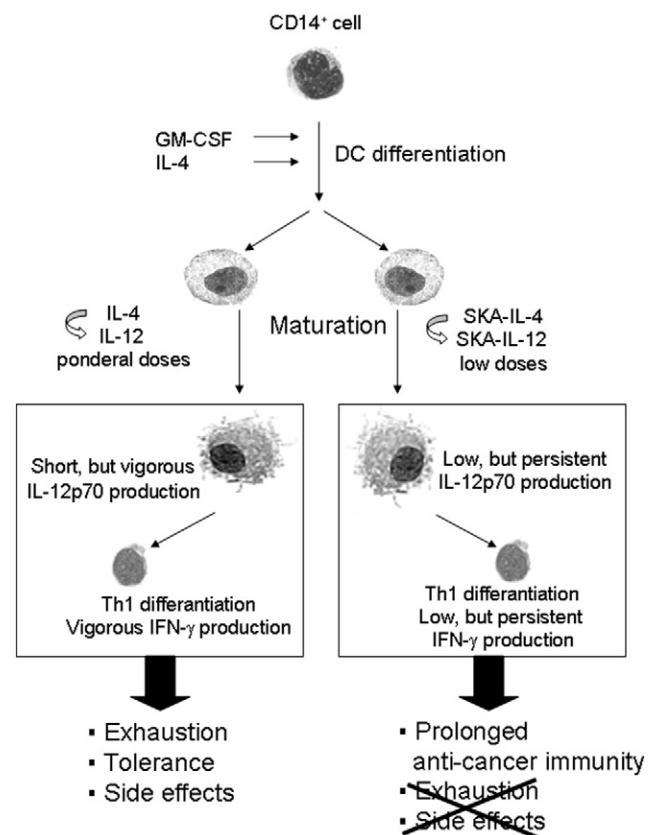 CD14⁺ cell
GM-CSF
IL-4
DC differentiation
IL-4
IL-12
ponderal doses
Maturation
SKA-IL-4
SKA-IL-12
low doses
Short, but vigorous
IL-12p70 production
Th1 differantiation
Vigorous IFN-γ production
Low, but persistent
IL-12p70 production
Th1 differentiation
Low, but persistent
IFN-γ production
▪ Exhaustion
▪ Tolerance
▪ Side effects
▪ Prolonged
anti-cancer immunity
▪ Exhaustion
▪ Side effects